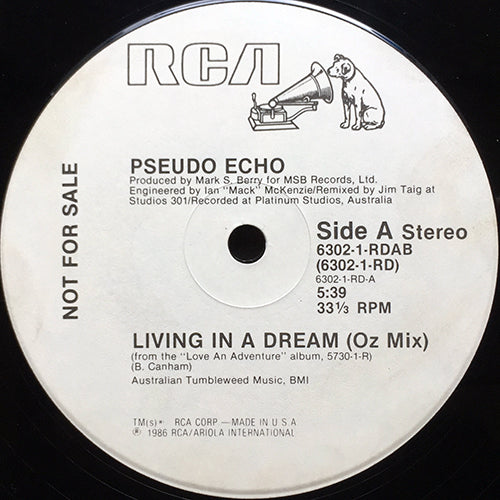 RCA
NOT FOR SALE
PSEUDO ECHO
Produced by Mark S. Berry for MSB Records, Ltd.
Engineered by Ian "Mack" McKenzie/Remixed by Jim Taig at
Studios 301/Recorded at Platinum Studios, Australia
Side A Stereo
6302-1-RDAB
(6302-1-RD)
6302-1-RD-A
5:39
33⅓ RPM
LIVING IN A DREAM (Oz Mix)
(from the "Love An Adventure" album, 5730-1-R)
(B. Canham)
Australian Tumbleweed Music, BMI
TM(s)® RCA CORP.—MADE IN U.S.A
℗ 1986 RCA/ARIOLA INTERNATIONAL